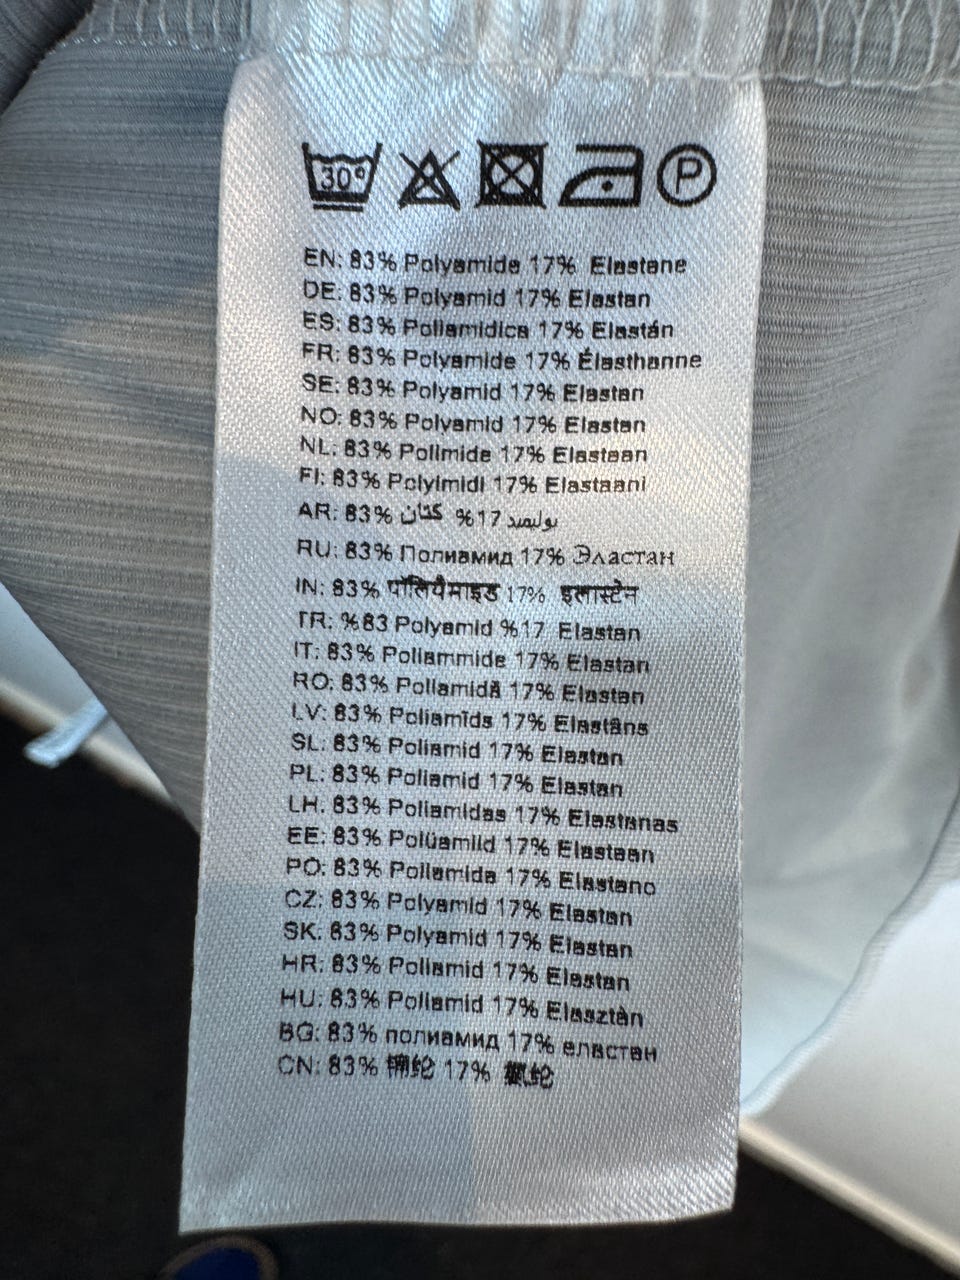 30° P
EN: 83% Polyamide 17% Elastane
DE: 83% Polyamid 17% Elastan
ES: 83% Poliamidica 17% Elastán
FR: 83% Polyamide 17% Élasthanne
SE: 83% Polyamid 17% Elastan
NO: 83% Polyamid 17% Elastan
NL: 83% Polimide 17% Elastaan
FI: 83% Polyimidi 17% Elastaani
AR: 83% كتان %17 بوليميد
RU: 83% Полиамид 17% Эластан
IN: 83% पॉलियैमाइड 17% इलास्टेन
TR: %83 Polyamid %17 Elastan
IT: 83% Poliammide 17% Elastan
RO: 83% Poliamidă 17% Elastan
LV: 83% Poliamīds 17% Elastāns
SL: 83% Poliamid 17% Elastan
PL: 83% Poliamid 17% Elastan
LH: 83% Poliamidas 17% Elastanas
EE: 83% Polüamiid 17% Elastaan
PO: 83% Poliamida 17% Elastano
CZ: 83% Polyamid 17% Elastan
SK: 83% Polyamid 17% Elastan
HR: 83% Poliamid 17% Elastan
HU: 83% Poliamid 17% Elasztàn
BG: 83% полиамид 17% еластан
CN: 83% 锦纶 17% 氨纶